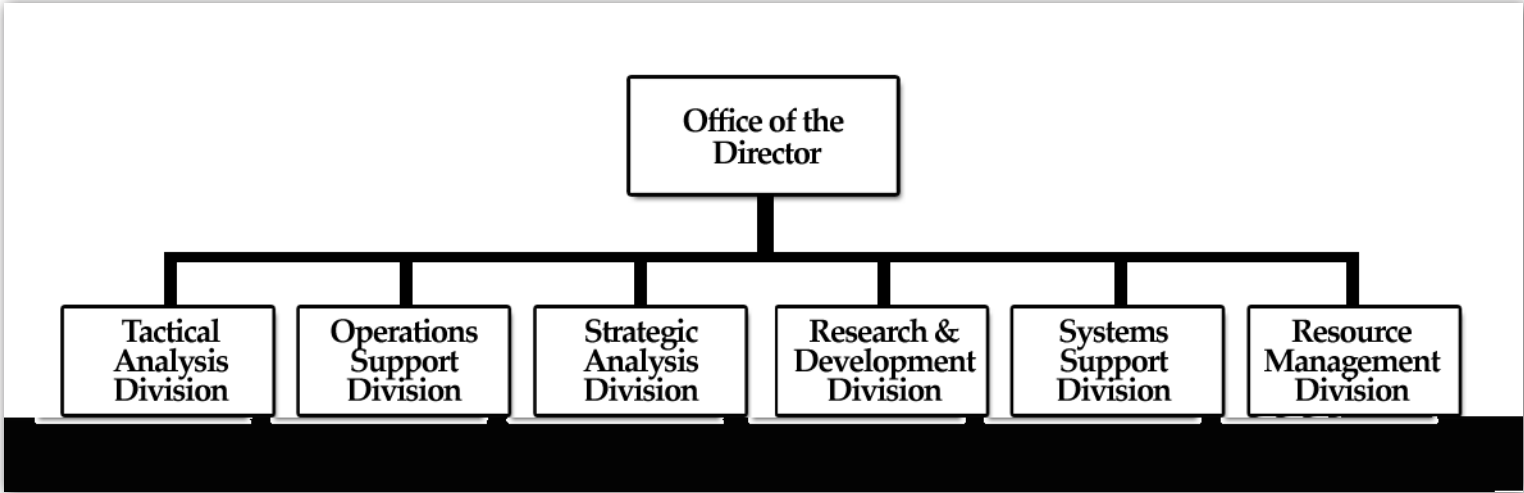 Office of the
Director
Tactical
Analysis
Division
Operations
Support
Division
Strategic
Analysis
Division
Research &
Development
Division
Systems
Support
Division
Resource
Management
Division